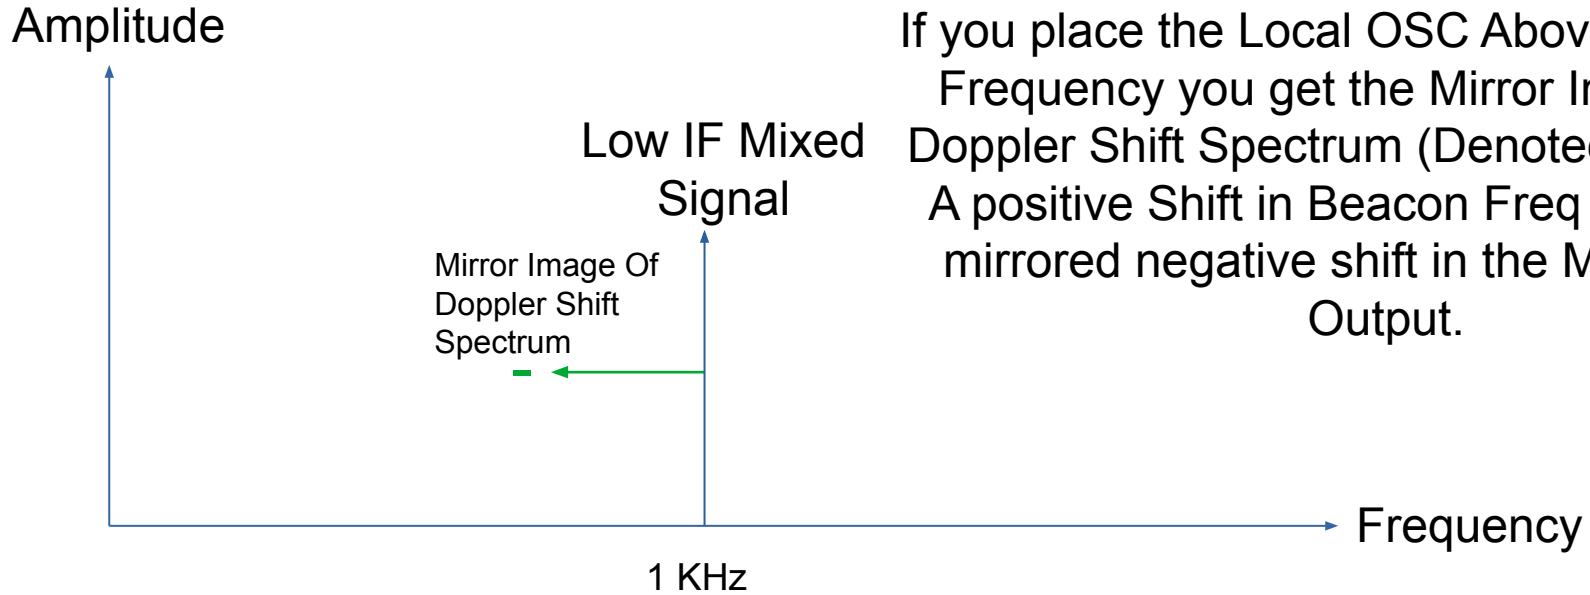 Amplitude
If you place the Local OSC
Frequency you get the Mirror
Doppler Shift Spectrum
A positive Shift in Beacon Freq
mirrored negative shift in the
Output.
Low IF Mixed
Signal
Mirror Image Of
Doppler Shift
Spectrum
Frequency
1 KHz